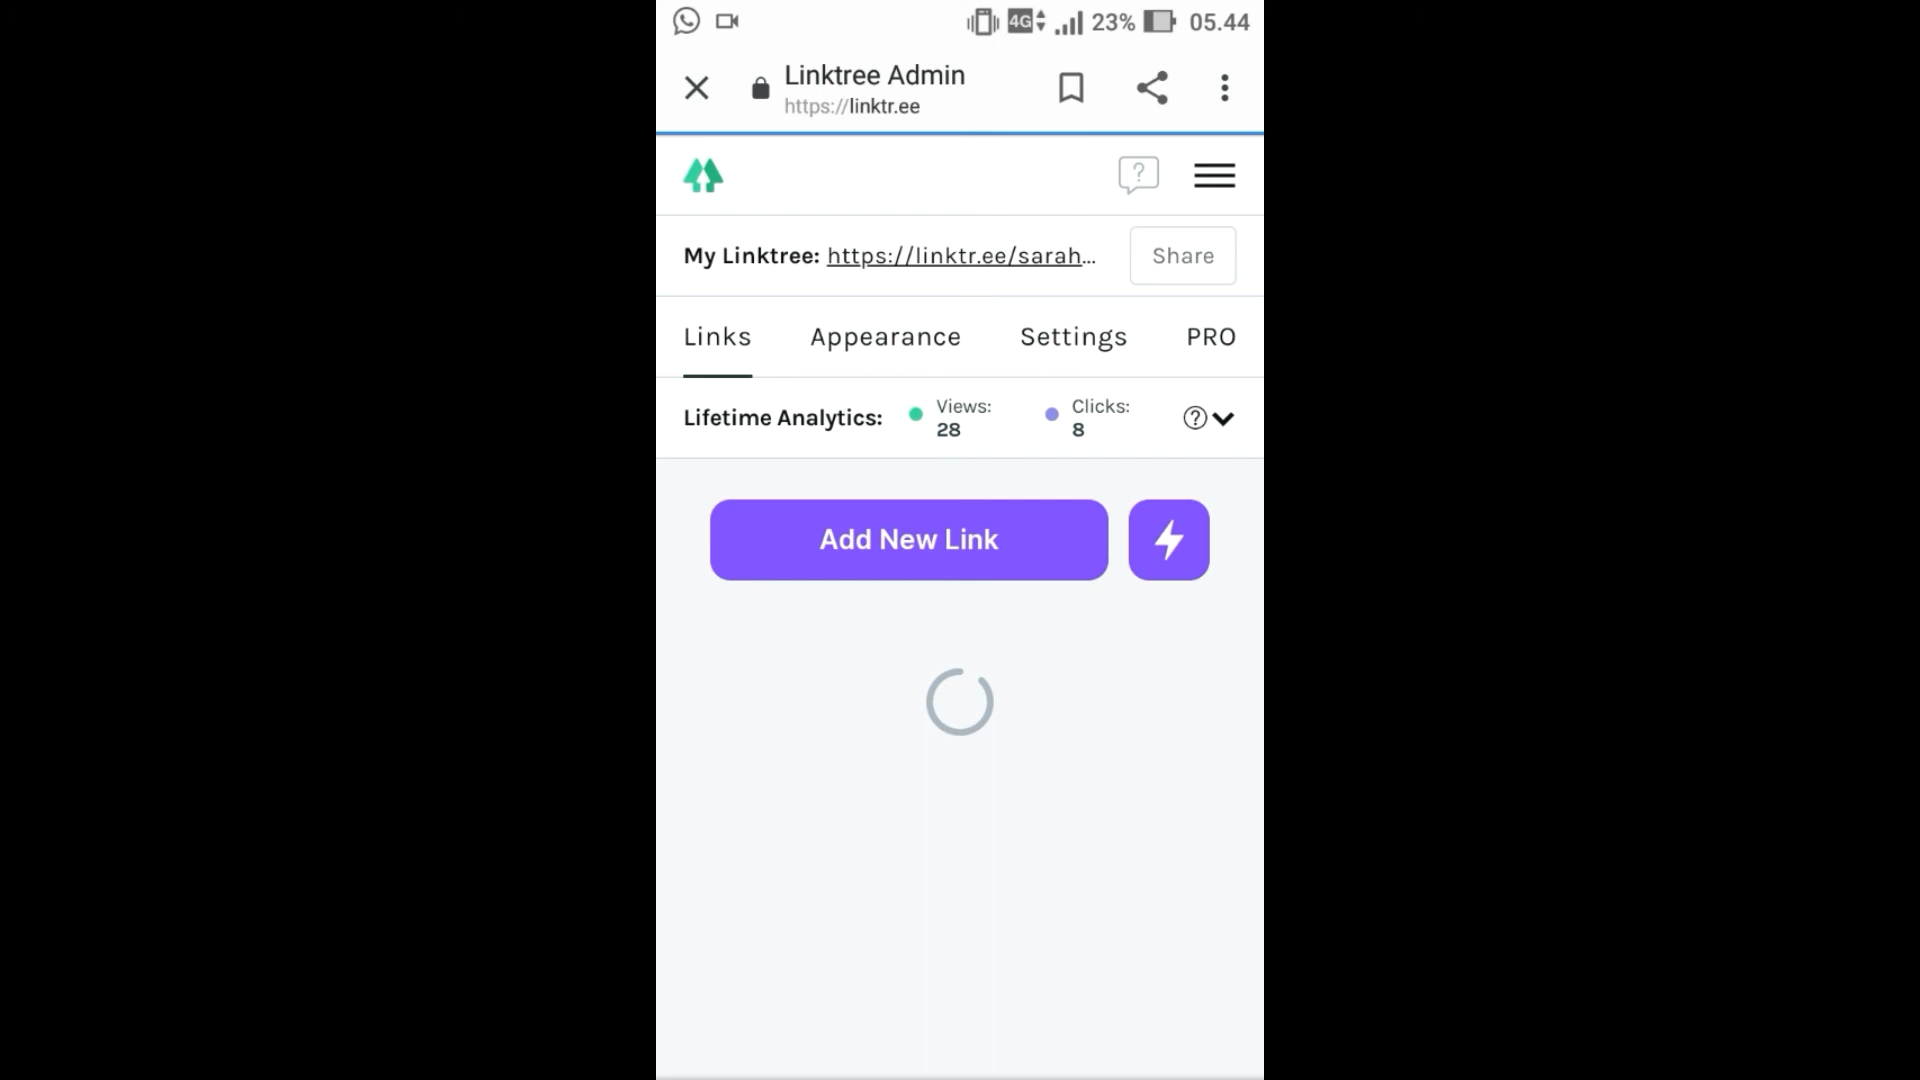 4G 23% 05.44
Linktree Admin
https://linktr.ee
?
My Linktree: https://linktr.ee/sarah... Share
Links Appearance Settings PRO
Lifetime Analytics: Views: 28 Clicks: 8 ?
Add New Link